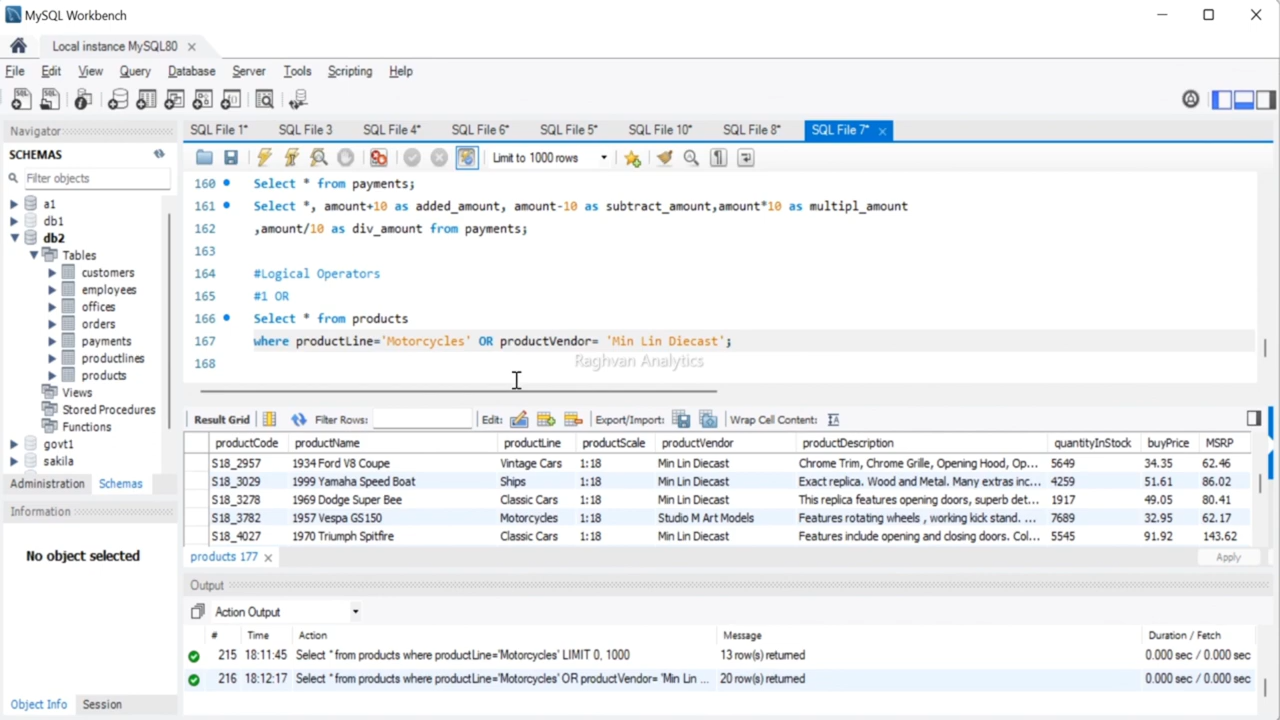 MySQL Workbench
Local instance MySQL80
File Edit View Query Database Server Tools Scripting Help
Navigator
SCHEMAS
Filter objects
a1
db1
db2
Tables
customers
employees
offices
orders
payments
productlines
products
Views
Stored Procedures
Functions
govt1
sakila
Administration Schemas
Information
No object selected
Object Info Session
SQL File 1* SQL File 3 SQL File 4* SQL File 6* SQL File 5* SQL File 10* SQL File 8* SQL File 7*
Limit to 1000 rows
160 Select * from payments;
161 Select *, amount+10 as added_amount, amount-10 as subtract_amount,amount*10 as multipl_amount
162 ,amount/10 as div_amount from payments;
163
164 #Logical Operators
165 #1 OR
166 Select * from products
167 where productLine='Motorcycles' OR productVendor= 'Min Lin Diecast';
Raghvan Analytics
168
Result Grid Filter Rows: Edit: Export/Import: Wrap Cell Content:
productCode productName productLine productScale productVendor productDescription quantityInStock buyPrice MSRP
S18_2957 1934 Ford V8 Coupe Vintage Cars 1:18 Min Lin Diecast Chrome Trim, Chrome Grille, Opening Hood, Op... 5649 34.35 62.46
S18_3029 1999 Yamaha Speed Boat Ships 1:18 Min Lin Diecast Exact replica. Wood and Metal. Many extras inc... 4259 51.61 86.02
S18_3278 1969 Dodge Super Bee Classic Cars 1:18 Min Lin Diecast This replica features opening doors, superb det... 1917 49.05 80.41
S18_3782 1957 Vespa GS150 Motorcycles 1:18 Studio M Art Models Features rotating wheels , working kick stand. ... 7689 32.95 62.17
S18_4027 1970 Triumph Spitfire Classic Cars 1:18 Min Lin Diecast Features include opening and closing doors. Col... 5545 91.92 143.62
products 177 Apply
Output
Action Output
# Time Action Message Duration / Fetch
215 18:11:45 Select * from products where productLine='Motorcycles' LIMIT 0, 1000 13 row(s) returned 0.000 sec / 0.000 sec
216 18:12:17 Select * from products where productLine='Motorcycles' OR productVendor= 'Min Lin ... 20 row(s) returned 0.000 sec / 0.000 sec